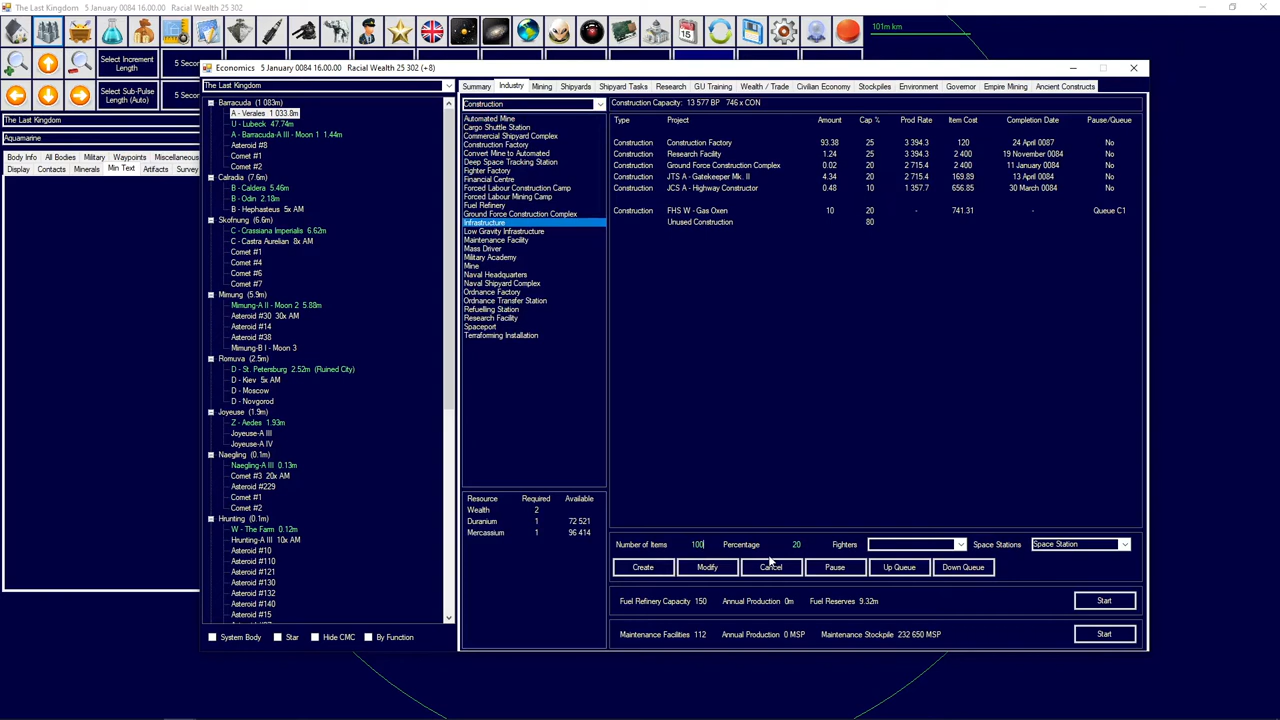 The Last Kingdom   5 January 0084 16.00.00   Racial Wealth 25 302
Select Increment Length
5 Seco
Select Sub-Pulse Length (Auto)
5 Seco
101m km
The Last Kingdom
Aquamarine
Body Info All Bodies Military Waypoints Miscellaneous
Display Contacts Minerals Min Text Artifacts Survey
Economics   5 January 0084 16.00.00   Racial Wealth 25 302 (+8)
The Last Kingdom
Barracuda (1 083m)
A - Verales 1 033.8m
U - Lubeck 47.74m
A - Barracuda-A III - Moon 1 1.44m
Asteroid #8
Comet #1
Comet #2
Calradia (7.6m)
B - Caldera 5.46m
B - Odin 2.18m
B - Hephasteus 5x AM
Skofnung (6.6m)
C - Crassiana Imperialis 6.62m
C - Castra Aurelian 8x AM
Comet #1
Comet #4
Comet #6
Comet #7
Mimung (5.9m)
Mimung-A II - Moon 2 5.88m
Asteroid #30 30x AM
Asteroid #14
Asteroid #38
Mimung-B I - Moon 3
Romuva (2.5m)
D - St. Petersburg 2.52m (Ruined City)
D - Kiev 5x AM
D - Moscow
D - Novgorod
Joyeuse (1.9m)
Z - Aedes 1.93m
Joyeuse-A III
Joyeuse-A IV
Naegling (0.1m)
Naegling-A III 0.13m
Comet #3 20x AM
Asteroid #229
Comet #1
Comet #2
Hrunting (0.1m)
W - The Farm 0.12m
Hrunting-A III 10x AM
Asteroid #10
Asteroid #110
Asteroid #121
Asteroid #130
Asteroid #132
Asteroid #138
Asteroid #140
Asteroid #15
System Body Star Hide CMC By Function
Summary Industry Mining Shipyards Shipyard Tasks Research GU Training Wealth / Trade Civilian Economy Stockpiles Environment Governor Empire Mining Ancient Constructs
Construction
Automated Mine
Cargo Shuttle Station
Commercial Shipyard Complex
Construction Factory
Convert Mine to Automated
Deep Space Tracking Station
Fighter Factory
Financial Centre
Forced Labour Construction Camp
Forced Labour Mining Camp
Fuel Refinery
Ground Force Construction Complex
Infrastructure
Low Gravity Infrastructure
Maintenance Facility
Mass Driver
Military Academy
Mine
Naval Headquarters
Naval Shipyard Complex
Ordnance Factory
Ordnance Transfer Station
Refuelling Station
Research Facility
Spaceport
Terraforming Installation
Resource Required Available
Wealth 2
Duranium 1 72 521
Mercassium 1 96 414
Construction Capacity: 13 577 BP 746 x CON
Type Project Amount Cap % Prod Rate Item Cost Completion Date Pause/Queue
Construction Construction Factory 93.38 25 3 394.3 120 24 April 0087 No
Construction Research Facility 1.24 25 3 394.3 2 400 19 November 0084 No
Construction Ground Force Construction Complex 0.02 20 2 715.4 2 400 11 January 0084 No
Construction JTS A - Gatekeeper Mk. II 4.34 20 2 715.4 169.89 13 April 0084 No
Construction JCS A - Highway Constructor 0.48 10 1 357.7 656.85 30 March 0084 No
Construction FHS W - Gas Oxen 10 20 - 741.31 - Queue C1
Unused Construction 80
Number of Items 100 Percentage 20 Fighters Space Stations Space Station
Create Modify Cancel Pause Up Queue Down Queue
Fuel Refinery Capacity 150 Annual Production 0m Fuel Reserves 9.32m Start
Maintenance Facilities 112 Annual Production 0 MSP Maintenance Stockpile 232 650 MSP Start